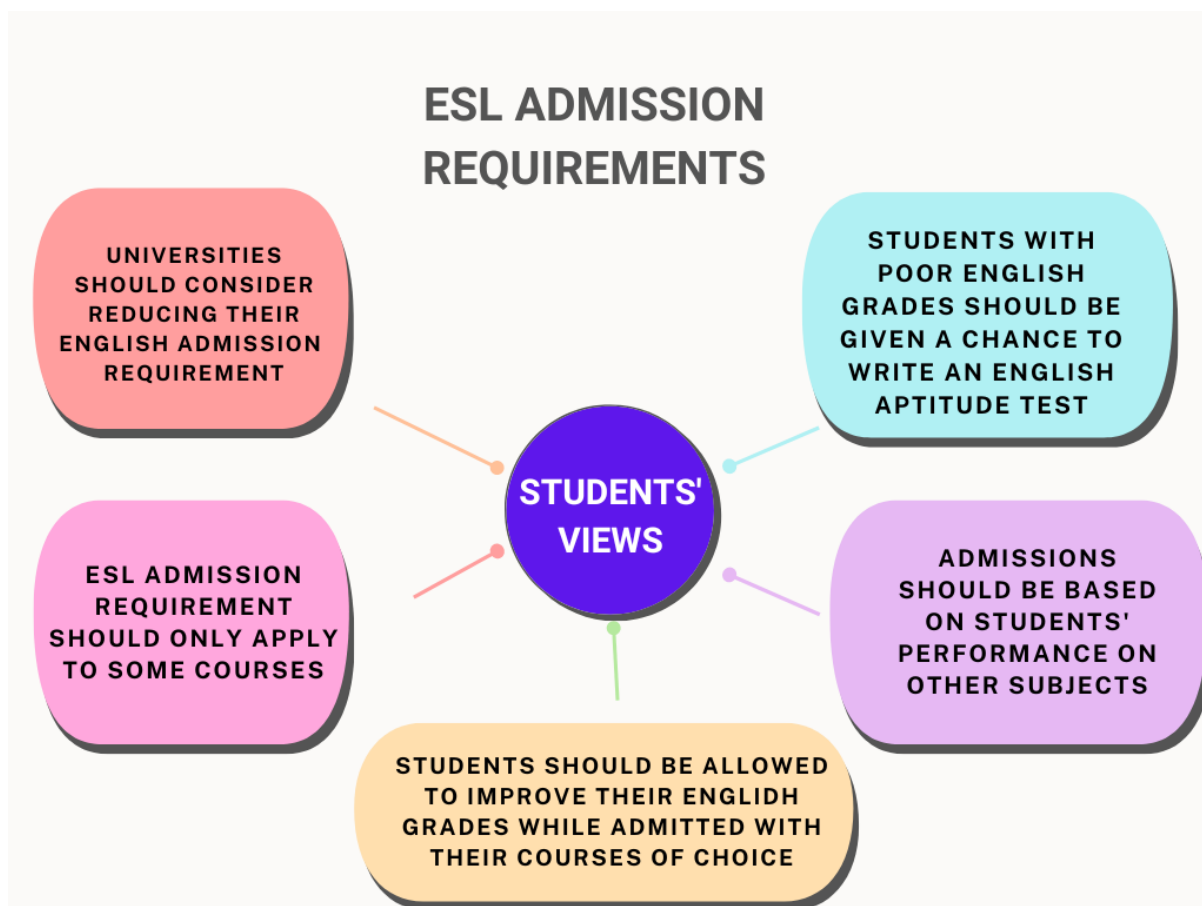 ESL ADMISSION
REQUIREMENTS
UNIVERSITIES
SHOULD CONSIDER
REDUCING THEIR
ENGLISH ADMISSION
REQUIREMENT
STUDENTS WITH
POOR ENGLISH
GRADES SHOULD BE
GIVEN A CHANCE TO
WRITE AN ENGLISH
APTITUDE TEST
STUDENTS'
VIEWS
ESL ADMISSION
REQUIREMENT
SHOULD ONLY APPLY
TO SOME COURSES
ADMISSIONS
SHOULD BE BASED
ON STUDENTS'
PERFORMANCE ON
OTHER SUBJECTS
STUDENTS SHOULD BE ALLOWED
TO IMPROVE THEIR ENGLIDH
GRADES WHILE ADMITTED WITH
THEIR COURSES OF CHOICE